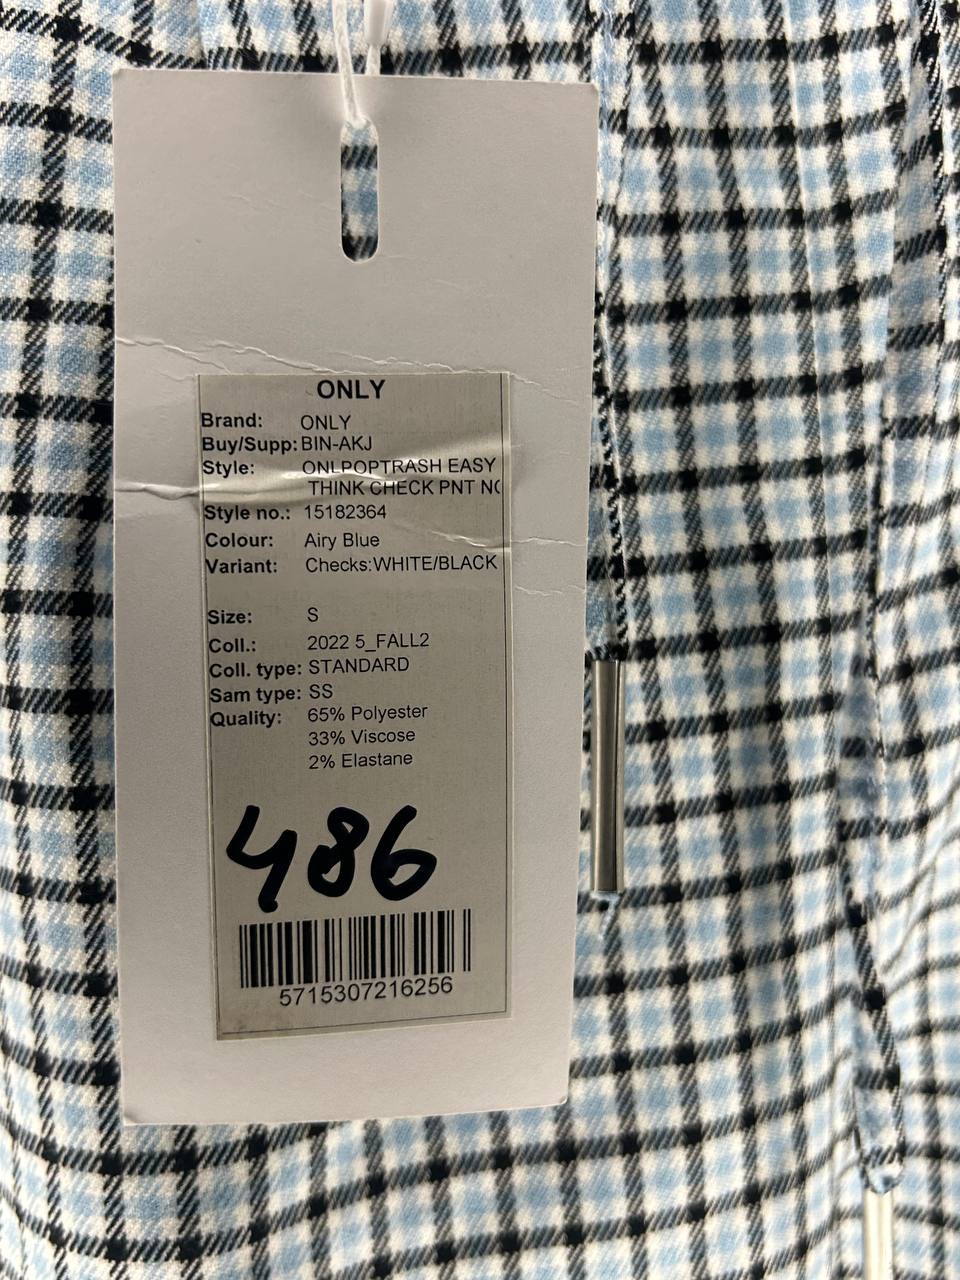 ONLY
Brand: ONLY
Buy/Supp: BIN-AKJ
Style: ONLPOPTRASH EASY
THINK CHECK PNT
Style no.: 15182364
Colour: Airy Blue
Variant: Checks:WHITE/BLACK
Size: S
Coll.: 2022 5_FALL2
Coll. type: STANDARD
Sam type: SS
Quality: 65% Polyester
33% Viscose
2% Elastane
486
5715307216256